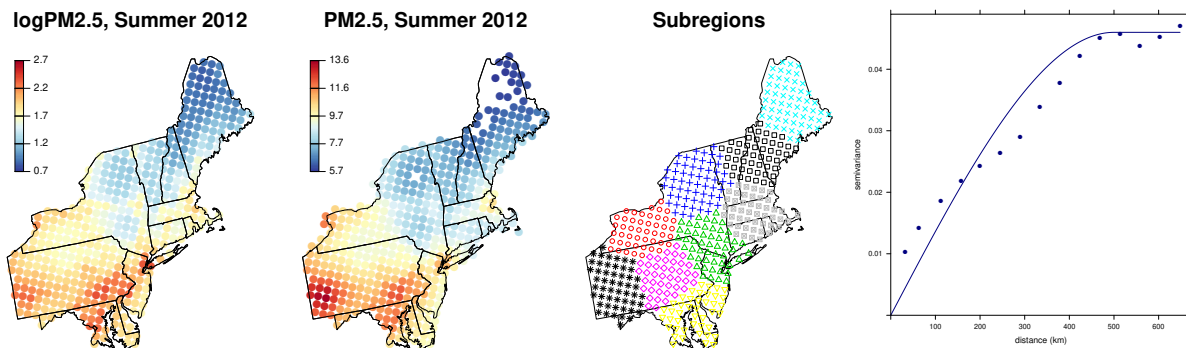 logPM2.5, Summer 2012
2.7
2.2
1.7
1.2
0.7
PM2.5, Summer 2012
13.6
11.6
9.7
7.7
5.7
Subregions
semivariance
0.04
0.03
0.02
0.01
100 200 300 400 500 600
distance (km)